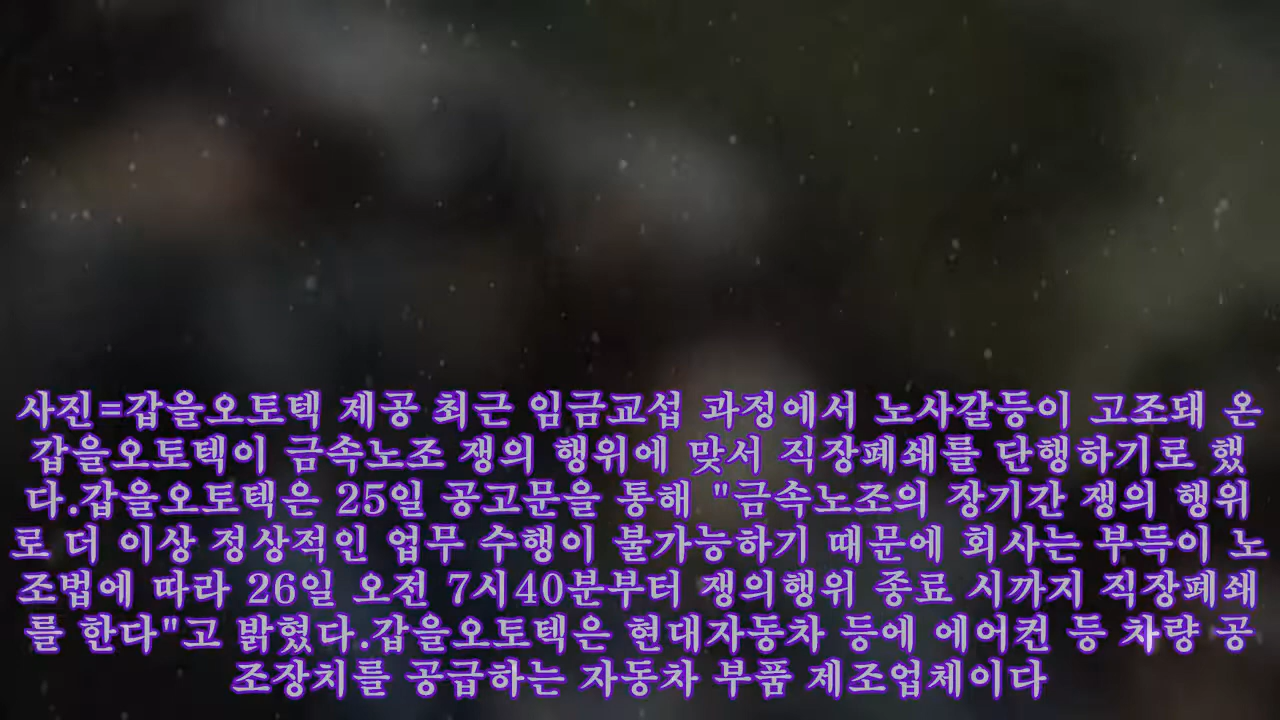 사진=갑을오토텍 제공 최근 임금교섭 과정에서 노사갈등이 고조돼 온
갑을오토텍이 금속노조 쟁의 행위에 맞서 직장폐쇄를 단행하기로 했
다.갑을오토텍은 25일 공고문을 통해 "금속노조의 장기간 쟁의 행위
로 더 이상 정상적인 업무 수행이 불가능하기 때문에 회사는 부득이 노
조법에 따라 26일 오전 7시40분부터 쟁의행위 종료 시까지 직장폐쇄
를 한다"고 밝혔다.갑을오토텍은 현대자동차 등에 에어컨 등 차량 공
조장치를 공급하는 자동차 부품 제조업체이다